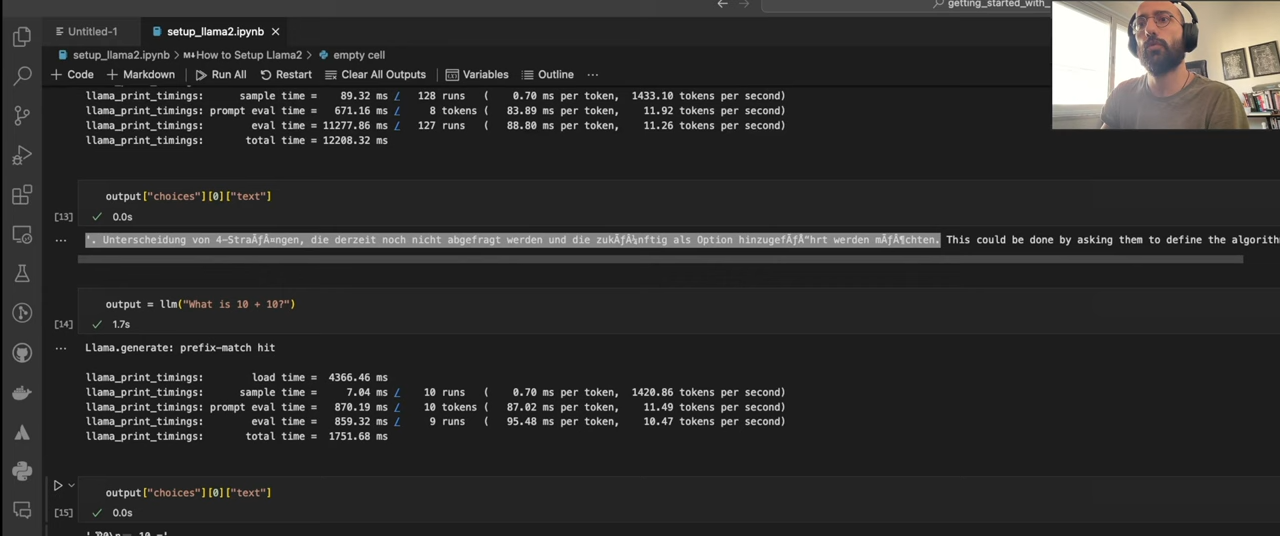 getting_started_with_
Untitled-1 setup_llama2.ipynb
setup_llama2.ipynb > M↓How to Setup Llama2 > empty cell
+ Code + Markdown Run All Restart Clear All Outputs Variables Outline ...
llama_print_timings: sample time = 89.32 ms / 128 runs ( 0.70 ms per token, 1433.10 tokens per second)
llama_print_timings: prompt eval time = 671.16 ms / 8 tokens ( 83.89 ms per token, 11.92 tokens per second)
llama_print_timings: eval time = 11277.86 ms / 127 runs ( 88.80 ms per token, 11.26 tokens per second)
llama_print_timings: total time = 12208.32 ms
output["choices"][0]["text"]
[13] 0.0s
... '. Unterscheidung von 4-StraÃƒÂ¤ngen, die derzeit noch nicht abgefragt werden und die zukÃƒÂ¼nftig als Option hinzugefÃƒÅ“hrt werden mÃƒÂ¶chten. This could be done by asking them to define the algorith
output = llm("What is 10 + 10?")
[14] 1.7s
... Llama.generate: prefix-match hit
llama_print_timings: load time = 4366.46 ms
llama_print_timings: sample time = 7.04 ms / 10 runs ( 0.70 ms per token, 1420.86 tokens per second)
llama_print_timings: prompt eval time = 870.19 ms / 10 tokens ( 87.02 ms per token, 11.49 tokens per second)
llama_print_timings: eval time = 859.32 ms / 9 runs ( 95.48 ms per token, 10.47 tokens per second)
llama_print_timings: total time = 1751.68 ms
output["choices"][0]["text"]
[15] 0.0s